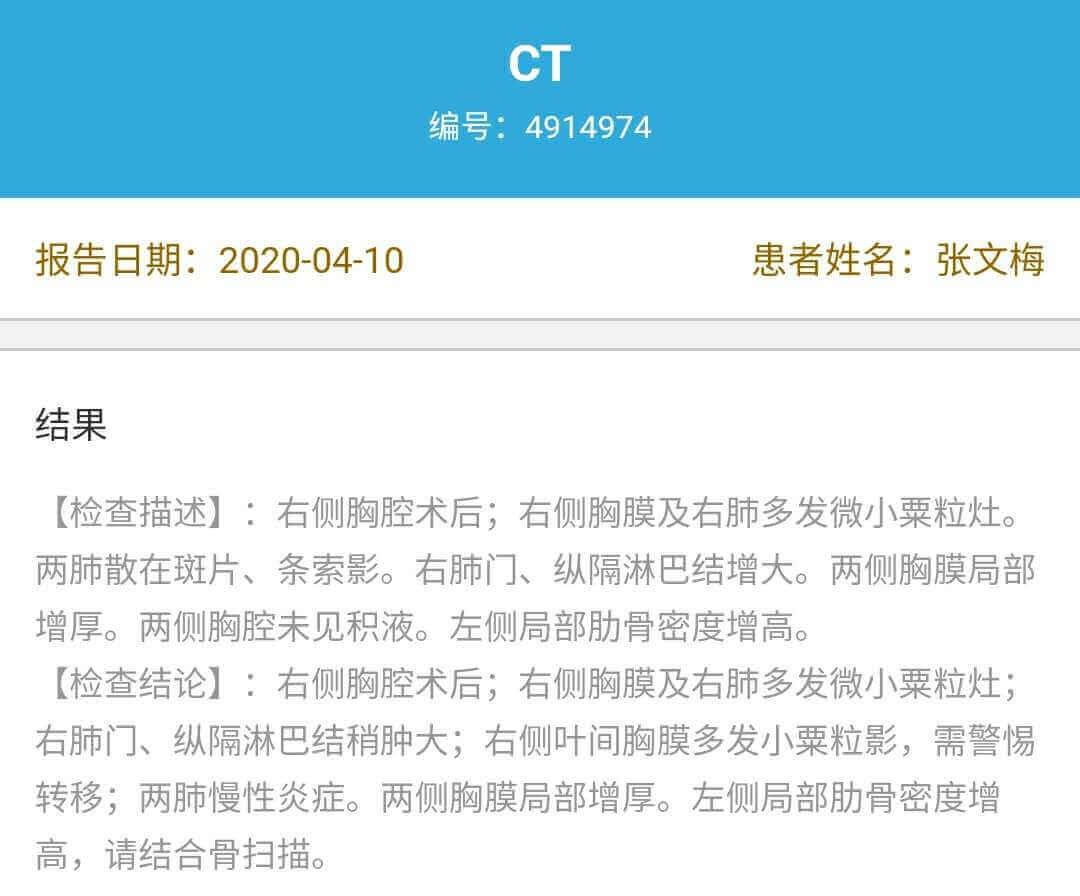 CT
编号：4914974
报告日期：2020-04-10
患者姓名：张文梅
结果
【检查描述】：右侧胸腔术后；右侧胸膜及右肺多发微小粟粒灶。
两肺散在斑片、条索影。右肺门、纵隔淋巴结增大。两侧胸膜局部
增厚。两侧胸腔未见积液。左侧局部肋骨密度增高。
【检查结论】：右侧胸腔术后；右侧胸膜及右肺多发微小粟粒灶；
右肺门、纵隔淋巴结稍肿大；右侧叶间胸膜多发小粟粒影，需警惕
转移；两肺慢性炎症。两侧胸膜局部增厚。左侧局部肋骨密度增
高，请结合骨扫描。